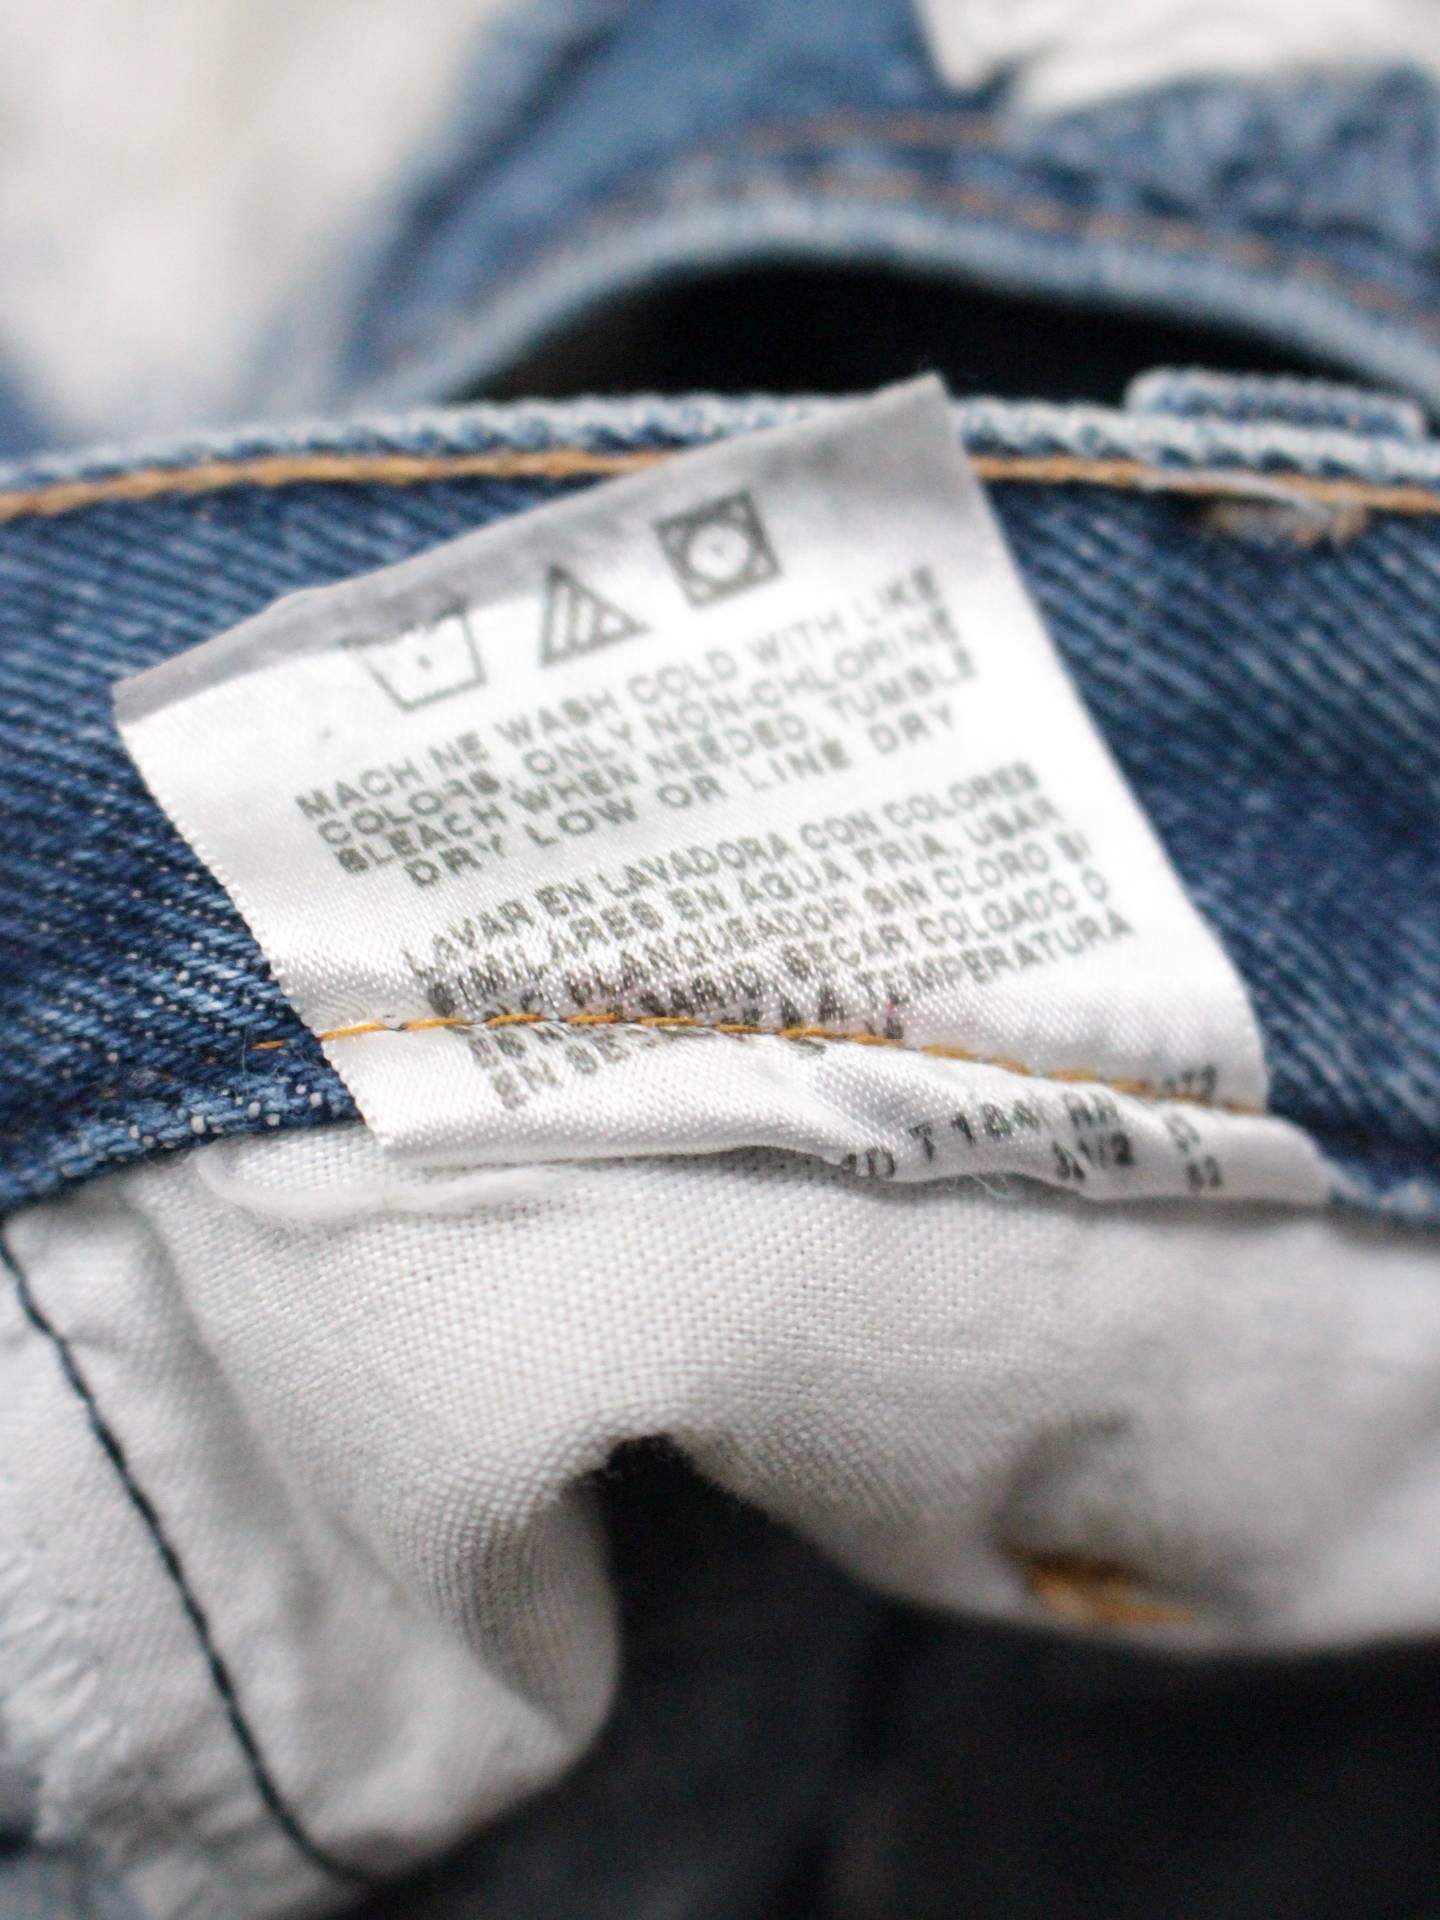 MACHINE WASH COLD WITH LIKE
COLORS, ONLY NON-CHLORINE
BLEACH WHEN NEEDED, TUMBLE
DRY LOW OR LINE DRY
LAVAR EN LAVADORA CON COLORES
SIMILARES EN AGUA FRIA, USAR
BLANQUEADOR SIN CLORO SI
SECAR COLGADO O
TEMPERATURA
EN